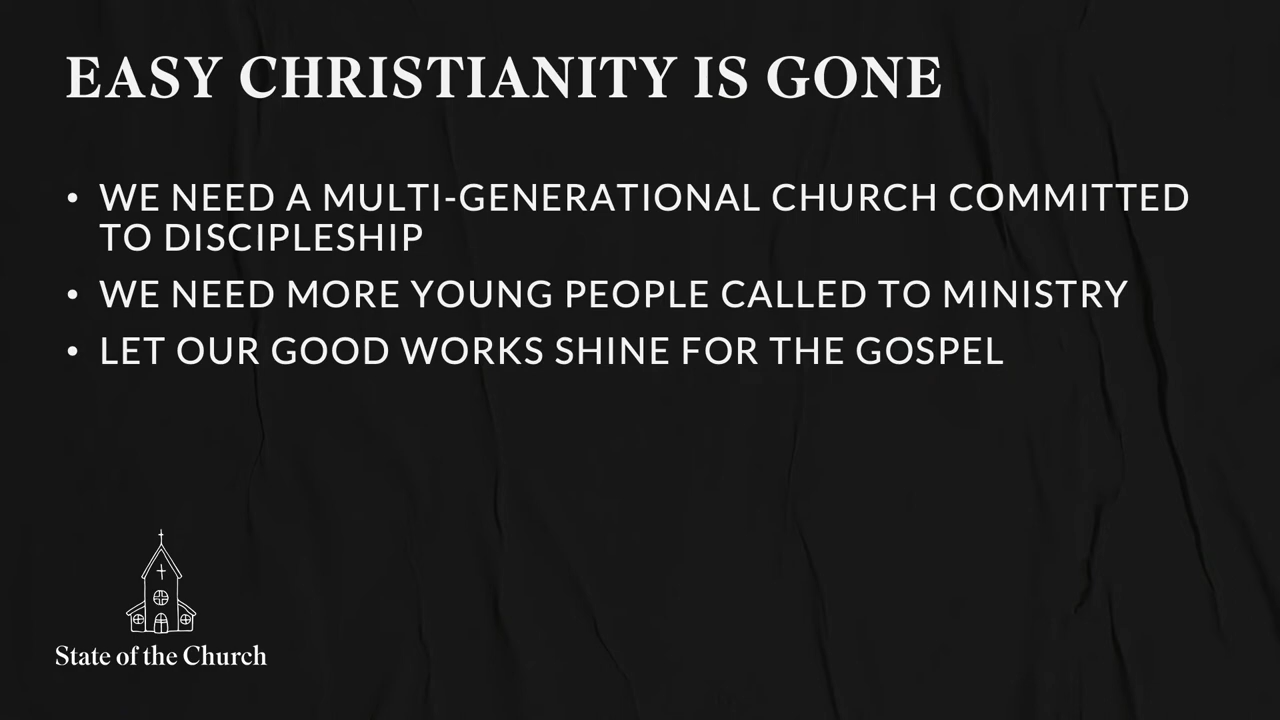 EASY CHRISTIANITY IS GONE
• WE NEED A MULTI-GENERATIONAL CHURCH COMMITTED
TO DISCIPLESHIP
• WE NEED MORE YOUNG PEOPLE CALLED TO MINISTRY
• LET OUR GOOD WORKS SHINE FOR THE GOSPEL
State of the Church